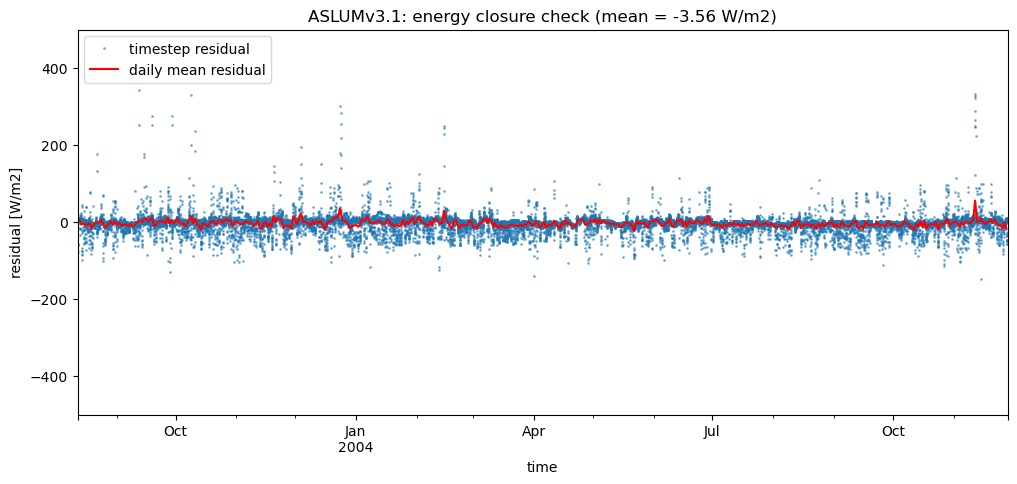 ASLUMv3.1: energy closure check (mean = -3.56 W/m2)
timestep residual
daily mean residual
400
200
0
−200
−400
residual [W/m2]
Oct
Jan
2004
Apr
Jul
Oct
time